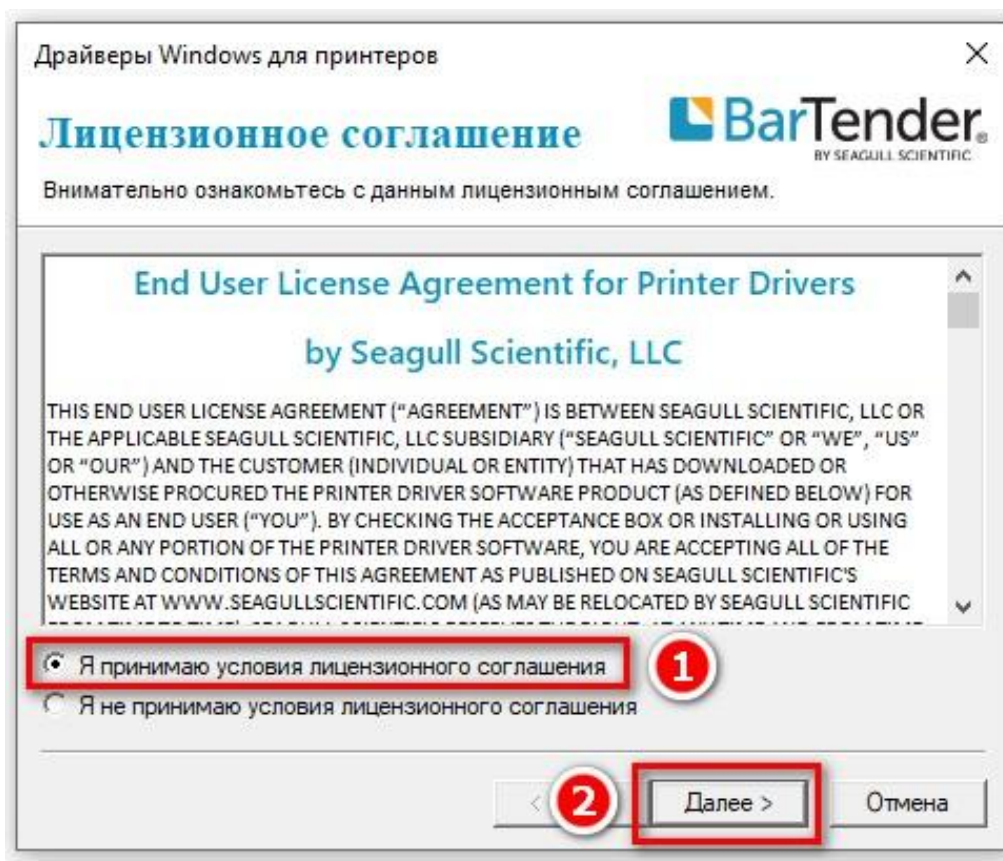 Драйверы Windows для принтеров
Лицензионное соглашение
BarTender®
BY SEAGULL SCIENTIFIC
Внимательно ознакомьтесь с данным лицензионным соглашением.
End User License Agreement for Printer Drivers
by Seagull Scientific, LLC
THIS END USER LICENSE AGREEMENT (“AGREEMENT”) IS BETWEEN SEAGULL SCIENTIFIC, LLC OR
THE APPLICABLE SEAGULL SCIENTIFIC, LLC SUBSIDIARY (“SEAGULL SCIENTIFIC” OR “WE”, “US”
OR “OUR”) AND THE CUSTOMER (INDIVIDUAL OR ENTITY) THAT HAS DOWNLOADED OR
OTHERWISE PROCURED THE PRINTER DRIVER SOFTWARE PRODUCT (AS DEFINED BELOW) FOR
USE AS AN END USER (“YOU”). BY CHECKING THE ACCEPTANCE BOX OR INSTALLING OR USING
ALL OR ANY PORTION OF THE PRINTER DRIVER SOFTWARE, YOU ARE ACCEPTING ALL OF THE
TERMS AND CONDITIONS OF THIS AGREEMENT AS PUBLISHED ON SEAGULL SCIENTIFIC'S
WEBSITE AT WWW.SEAGULLSCIENTIFIC.COM (AS MAY BE RELOCATED BY SEAGULL SCIENTIFIC
Я принимаю условия лицензионного соглашения
1
Я не принимаю условия лицензионного соглашения
<
2
Далее >
Отмена